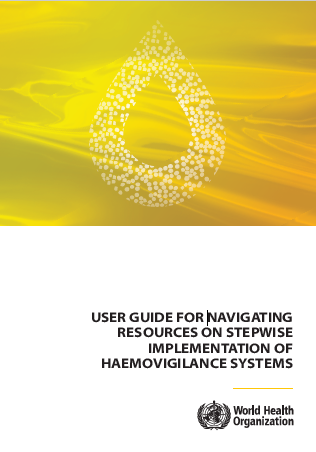 USER GUIDE FOR NAVIGATING
RESOURCES ON STEPWISE
IMPLEMENTATION OF
HAEMOVIGILANCE SYSTEMS
World Health
Organization